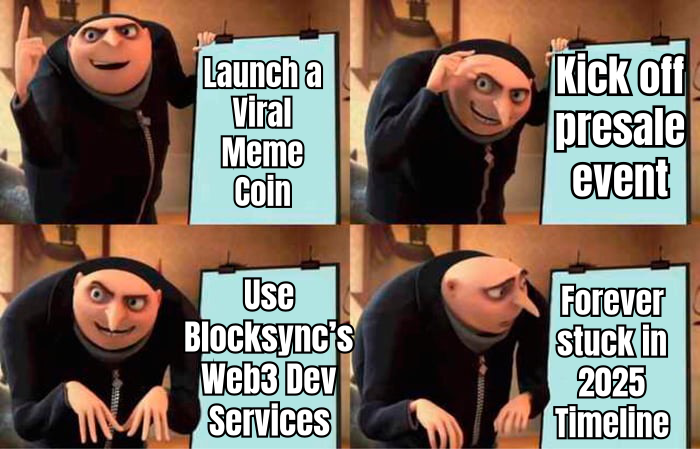 Launch a
Viral
Meme
Coin
Kick off
presale
event
Use
Blocksync's
Web3 Dev
Services
Forever
stuck in
2025
Timeline